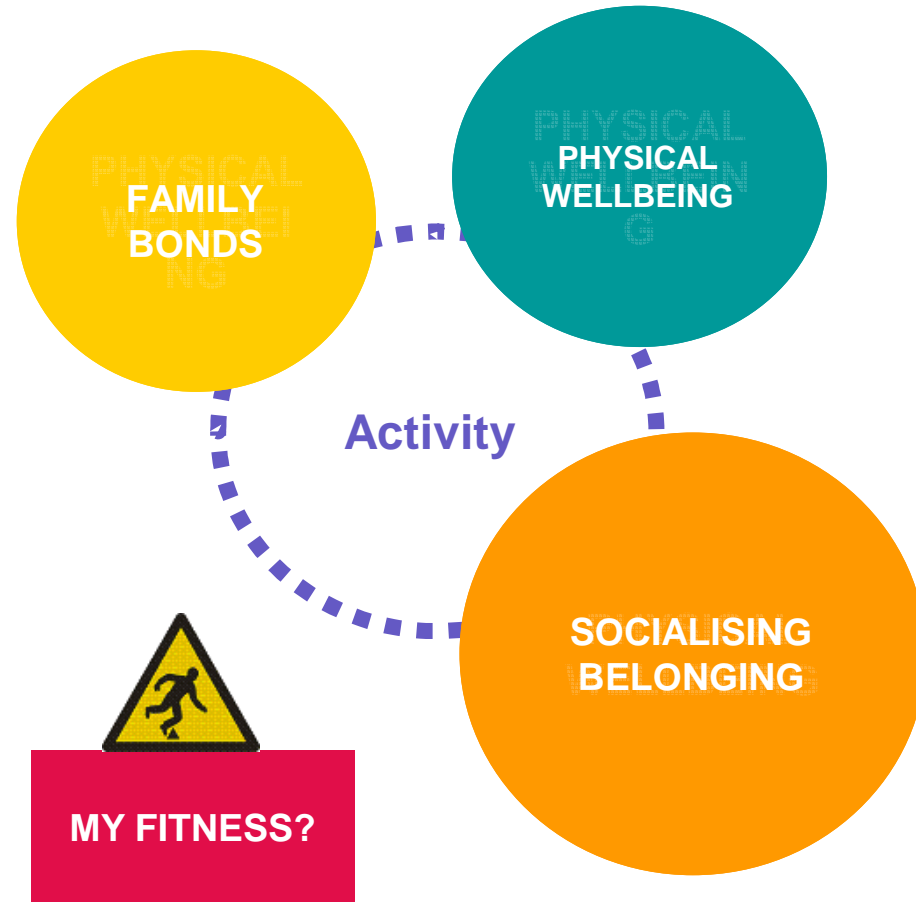 FAMILY
BONDS
PHYSICAL
WELLBEING
Activity
SOCIALISING
BELONGING
MY FITNESS?